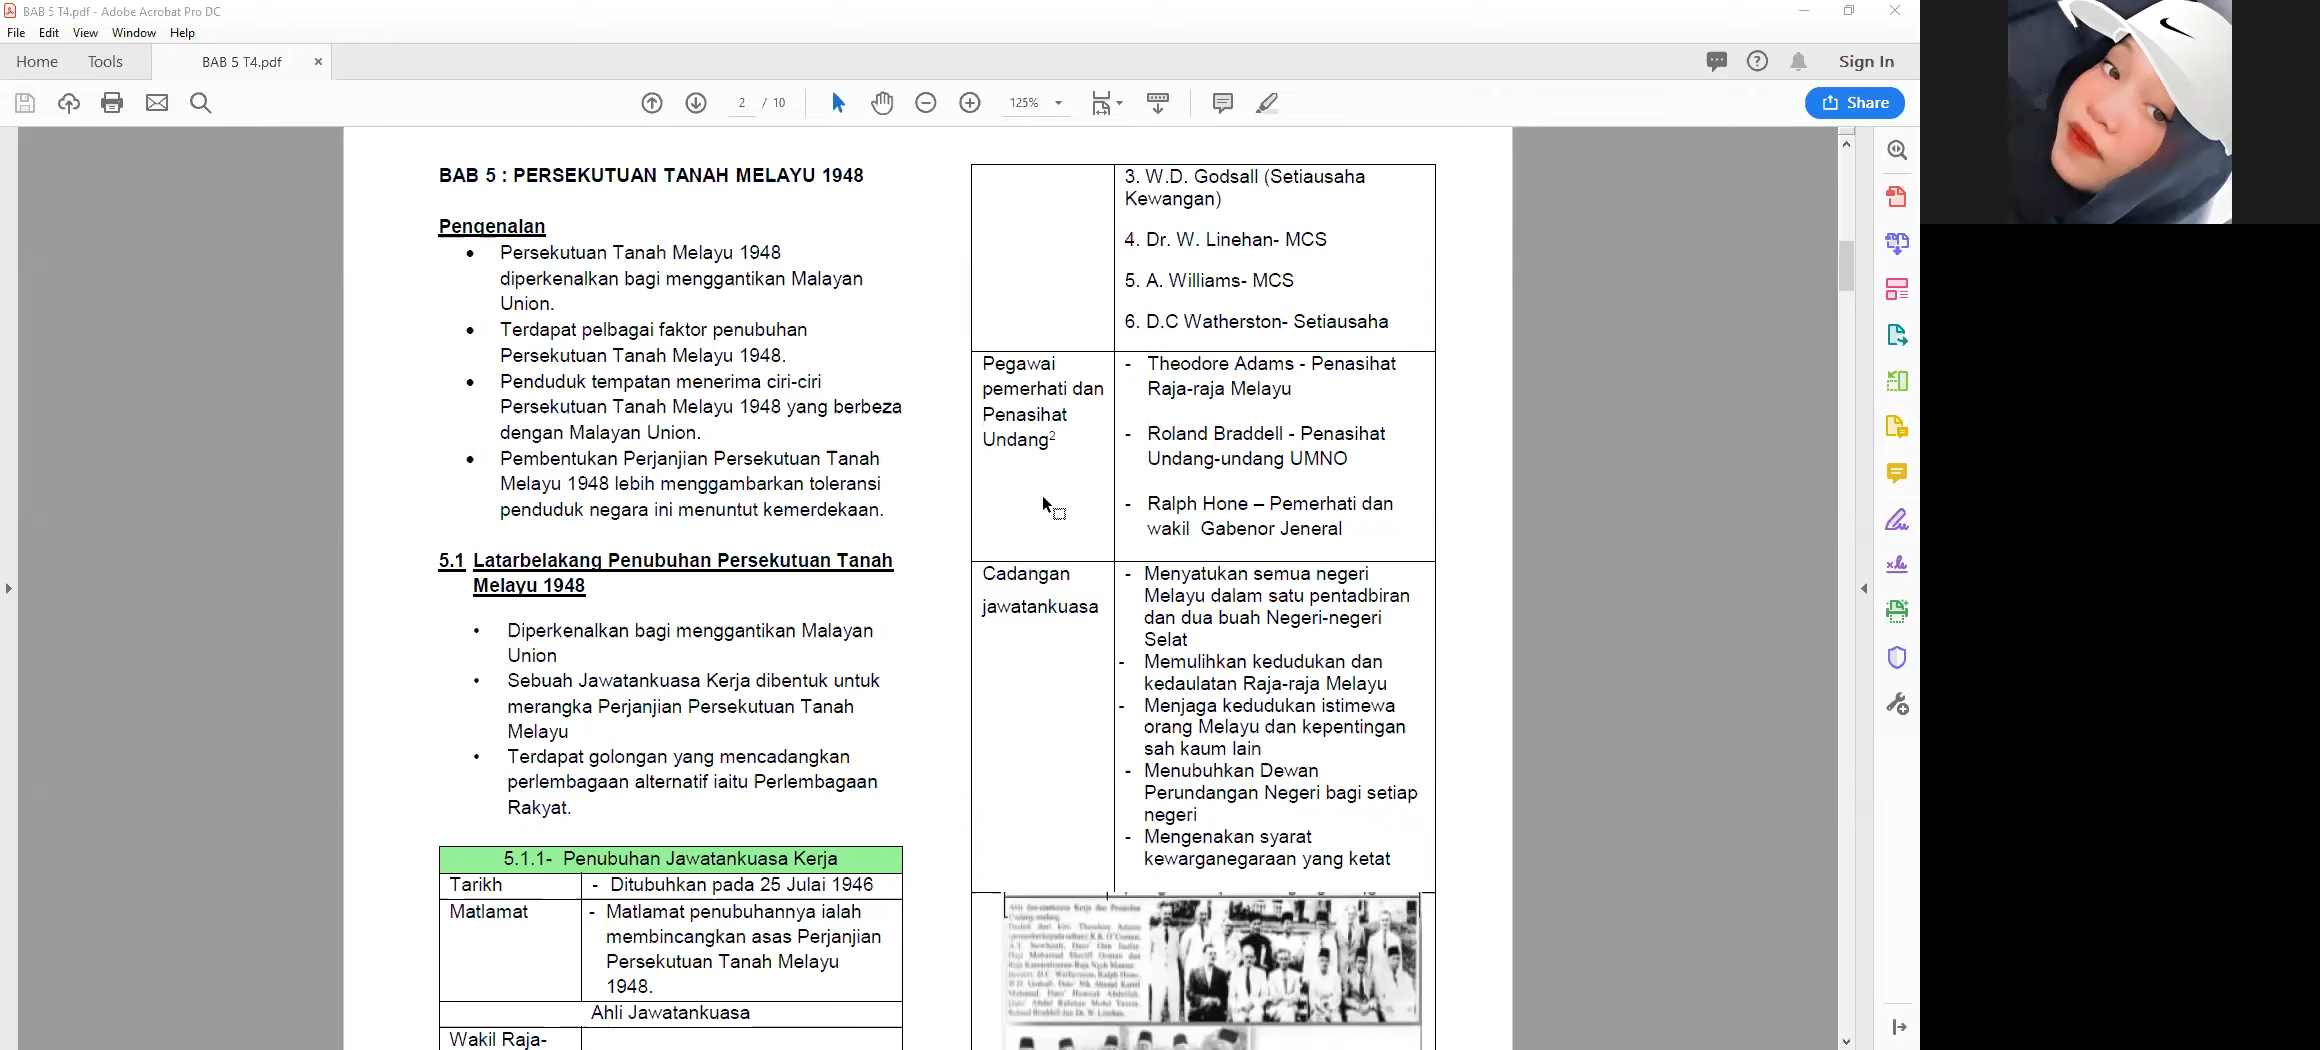 BAB 5 T4.pdf - Adobe Acrobat Pro DC
File Edit View Window Help
Home Tools BAB 5 T4.pdf × Sign In
2 / 10 125% Share
BAB 5 : PERSEKUTUAN TANAH MELAYU 1948
Pengenalan
• Persekutuan Tanah Melayu 1948
diperkenalkan bagi menggantikan Malayan
Union.
• Terdapat pelbagai faktor penubuhan
Persekutuan Tanah Melayu 1948.
• Penduduk tempatan menerima ciri-ciri
Persekutuan Tanah Melayu 1948 yang berbeza
dengan Malayan Union.
• Pembentukan Perjanjian Persekutuan Tanah
Melayu 1948 lebih menggambarkan toleransi
penduduk negara ini menuntut kemerdekaan.
5.1 Latarbelakang Penubuhan Persekutuan Tanah
Melayu 1948
• Diperkenalkan bagi menggantikan Malayan
Union
• Sebuah Jawatankuasa Kerja dibentuk untuk
merangka Perjanjian Persekutuan Tanah
Melayu
• Terdapat golongan yang mencadangkan
perlembagaan alternatif iaitu Perlembagaan
Rakyat.
5.1.1- Penubuhan Jawatankuasa Kerja
Tarikh - Ditubuhkan pada 25 Julai 1946
Matlamat - Matlamat penubuhannya ialah
membincangkan asas Perjanjian
Persekutuan Tanah Melayu
1948.
Ahli Jawatankuasa
Wakil Raja-
3. W.D. Godsall (Setiausaha
Kewangan)
4. Dr. W. Linehan- MCS
5. A. Williams- MCS
6. D.C Watherston- Setiausaha
Pegawai
pemerhati dan
Penasihat
Undang2
- Theodore Adams - Penasihat
Raja-raja Melayu
- Roland Braddell - Penasihat
Undang-undang UMNO
- Ralph Hone – Pemerhati dan
wakil Gabenor Jeneral
Cadangan
jawatankuasa
- Menyatukan semua negeri
Melayu dalam satu pentadbiran
dan dua buah Negeri-negeri
Selat
- Memulihkan kedudukan dan
kedaulatan Raja-raja Melayu
- Menjaga kedudukan istimewa
orang Melayu dan kepentingan
sah kaum lain
- Menubuhkan Dewan
Perundangan Negeri bagi setiap
negeri
- Mengenakan syarat
kewarganegaraan yang ketat